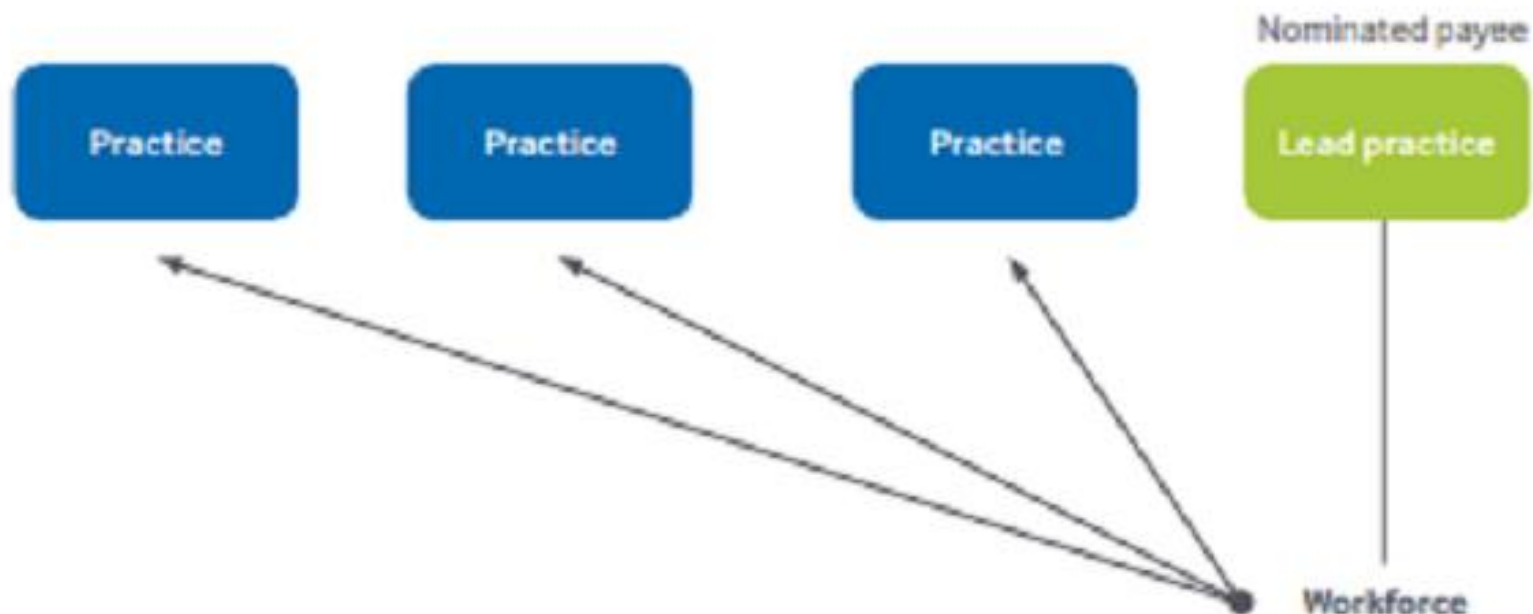 Nominated payee
Practice
Practice
Practice
Lead practice
Workforce